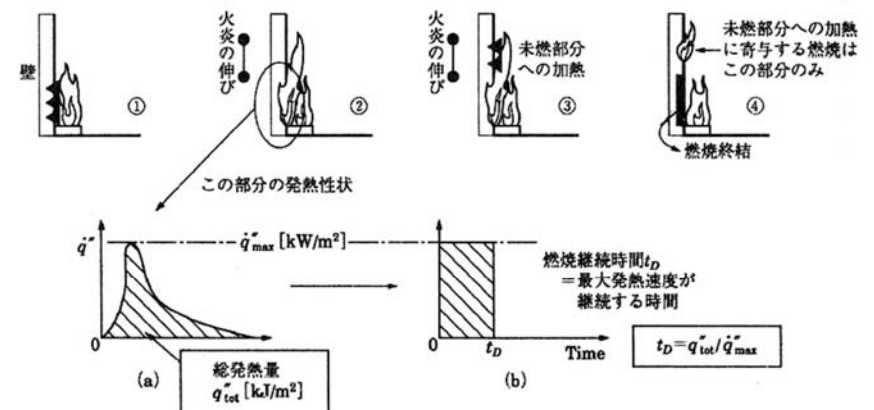 壁
①
火炎の伸び
②
火炎の伸び
未燃部分
への加熱
③
④
未燃部分への加熱
に寄与する燃焼は
この部分のみ
燃焼終結
この部分の発熱性状
q̇″
q̇″max [kW/m²]
0
総発熱量
q″tot [kJ/m²]
(a)
燃焼継続時間tD
=最大発熱速度が
継続する時間
0
tD
Time
(b)
tD=q″tot/q̇″max